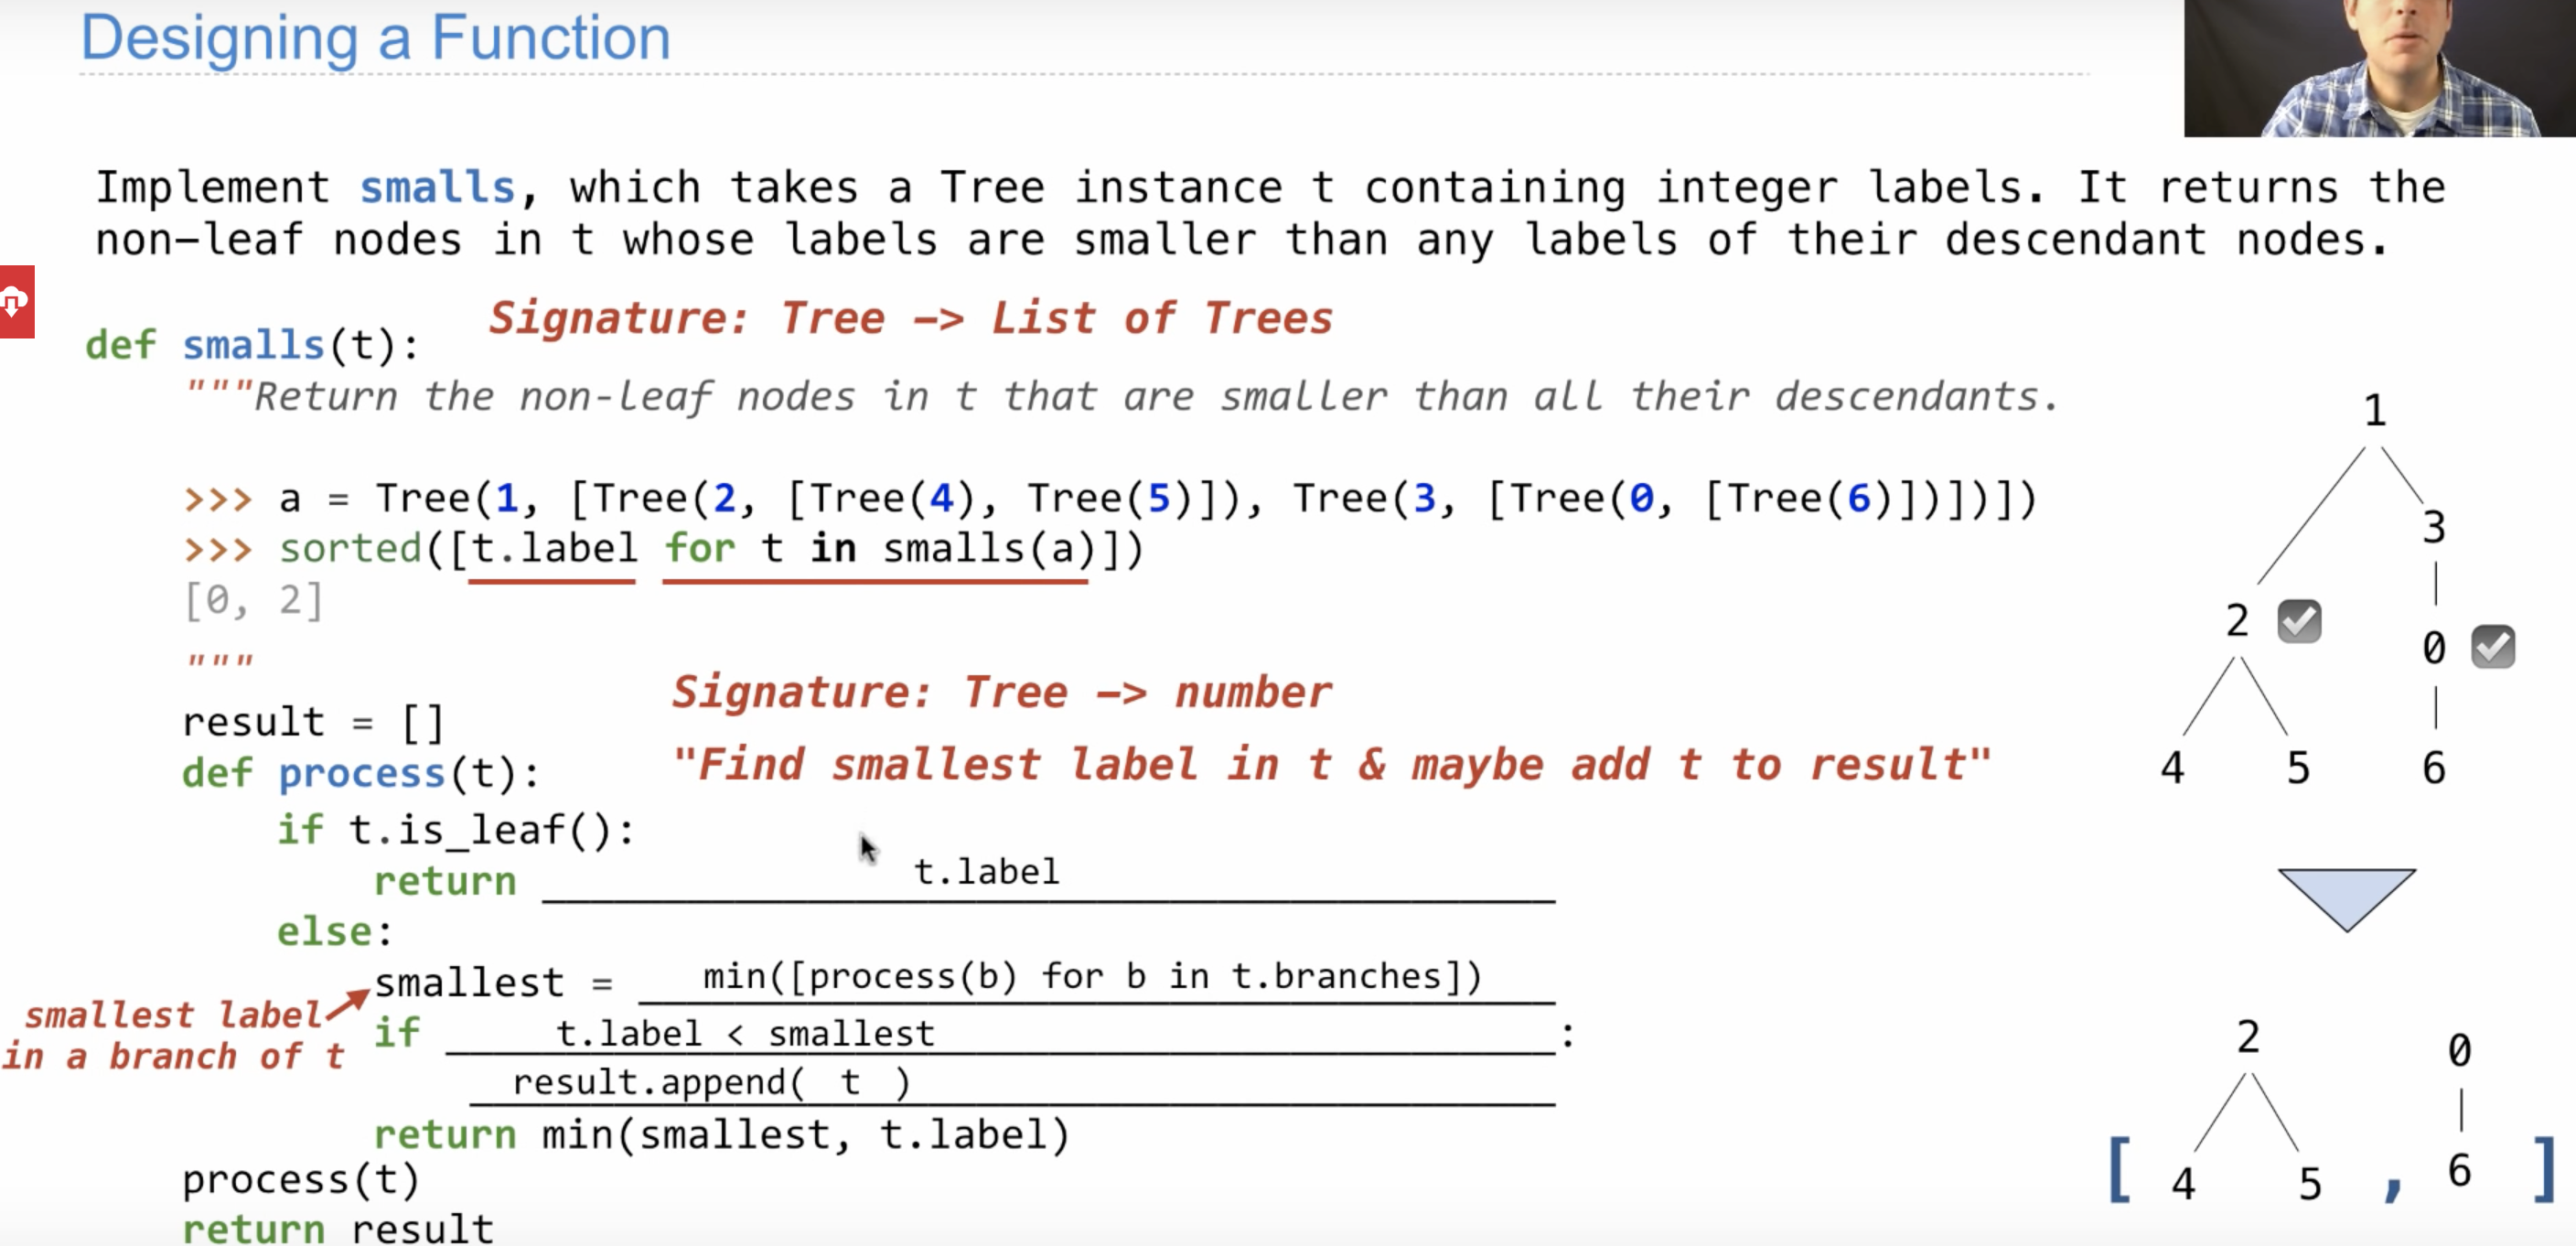 Designing a Function
Implement smalls, which takes a Tree instance t containing integer labels. It returns the
non-leaf nodes in t whose labels are smaller than any labels of their descendant nodes.
Signature: Tree -> List of Trees
def smalls(t):
"""Return the non-leaf nodes in t that are smaller than all their descendants.
>>> a = Tree(1, [Tree(2, [Tree(4), Tree(5)]), Tree(3, [Tree(0, [Tree(6)])])])
>>> sorted([t.label for t in smalls(a)])
[0, 2]
"""
Signature: Tree -> number
result = []
"Find smallest label in t & maybe add t to result"
def process(t):
if t.is_leaf():
return t.label
else:
smallest = min([process(b) for b in t.branches])
smallest label
in a branch of t
if t.label < smallest :
result.append( t )
return min(smallest, t.label)
process(t)
return result
1
3
2
0
4 5 6
2 0
[ 4 5 , 6 ]